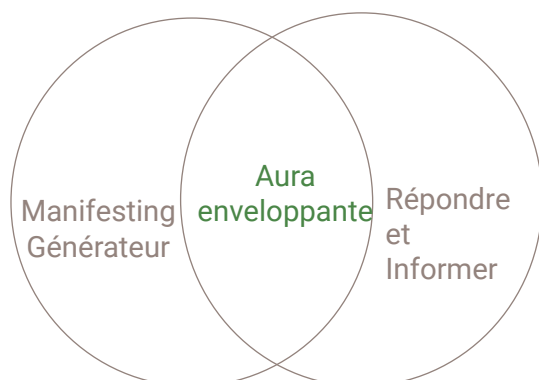 Manifesting
Générateur
Aura
enveloppante
Répondre
et
Informer